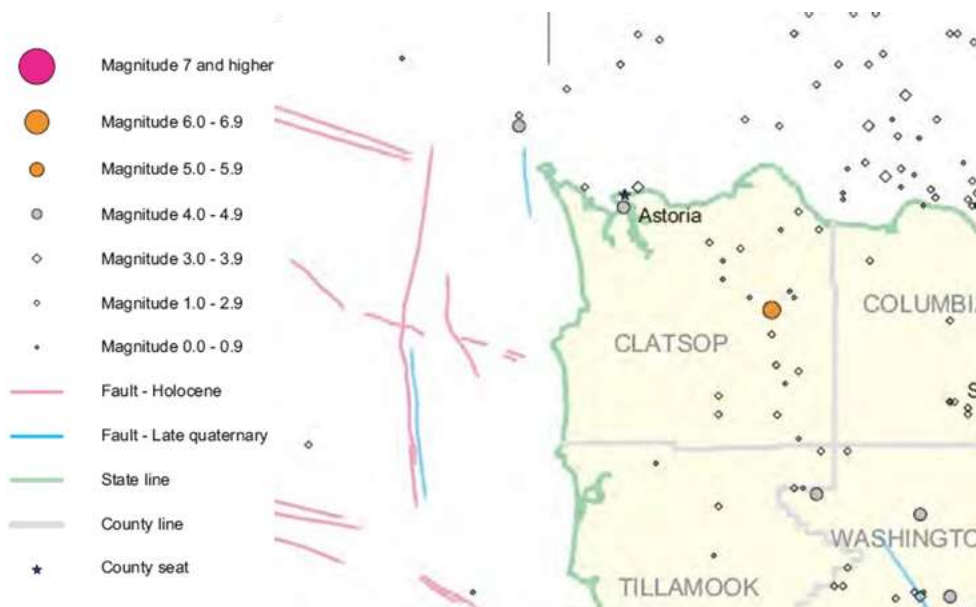 Magnitude 7 and higher
Magnitude 6.0 - 6.9
Magnitude 5.0 - 5.9
Magnitude 4.0 - 4.9
Magnitude 3.0 - 3.9
Magnitude 1.0 - 2.9
Magnitude 0.0 - 0.9
Fault - Holocene
Fault - Late quaternary
State line
County line
County seat
Astoria
COLUMBI
CLATSOP
S
WASHINGTO
TILLAMOOK